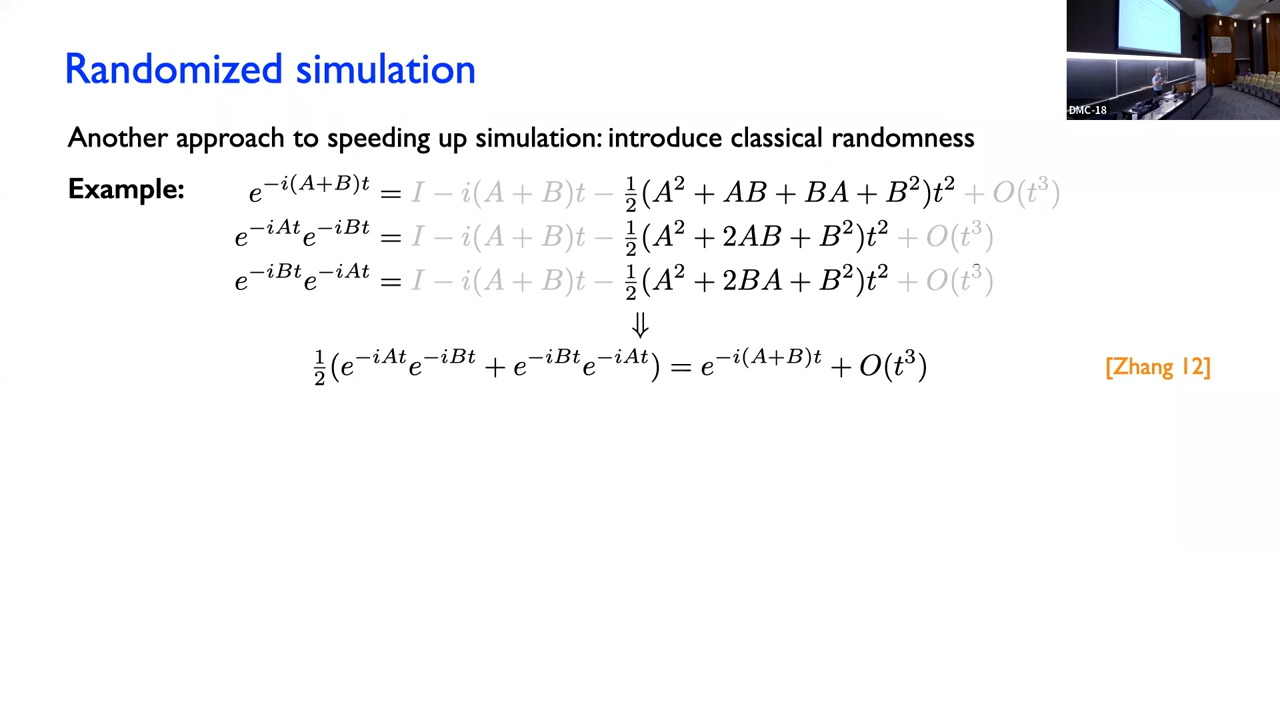 Randomized simulation
DMC-18
Another approach to speeding up simulation: introduce classical randomness
Example: e^{-i(A+B)t} = I − i(A + B)t − ½(A² + AB + BA + B²)t² + O(t³)
e^{-iAt}e^{-iBt} = I − i(A + B)t − ½(A² + 2AB + B²)t² + O(t³)
e^{-iBt}e^{-iAt} = I − i(A + B)t − ½(A² + 2BA + B²)t² + O(t³)
⇓
½(e^{-iAt}e^{-iBt} + e^{-iBt}e^{-iAt}) = e^{-i(A+B)t} + O(t³) [Zhang 12]